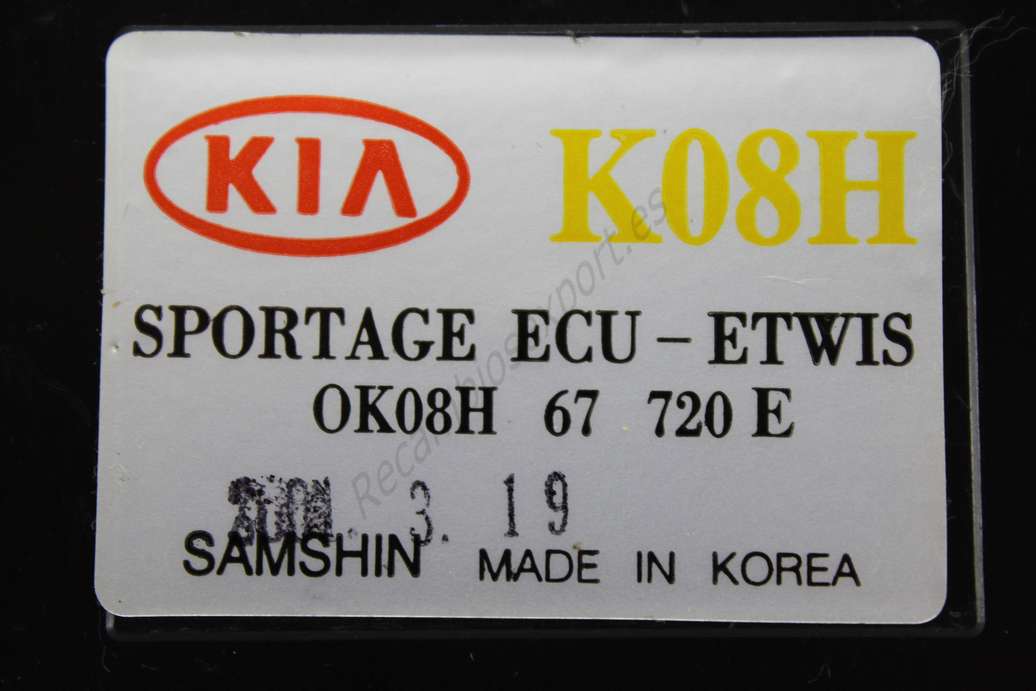 KIA K08H
SPORTAGE ECU - ETWIS
OK08H 67 720 E
3. 19
SAMSHIN MADE IN KOREA
Recambiosexport.es